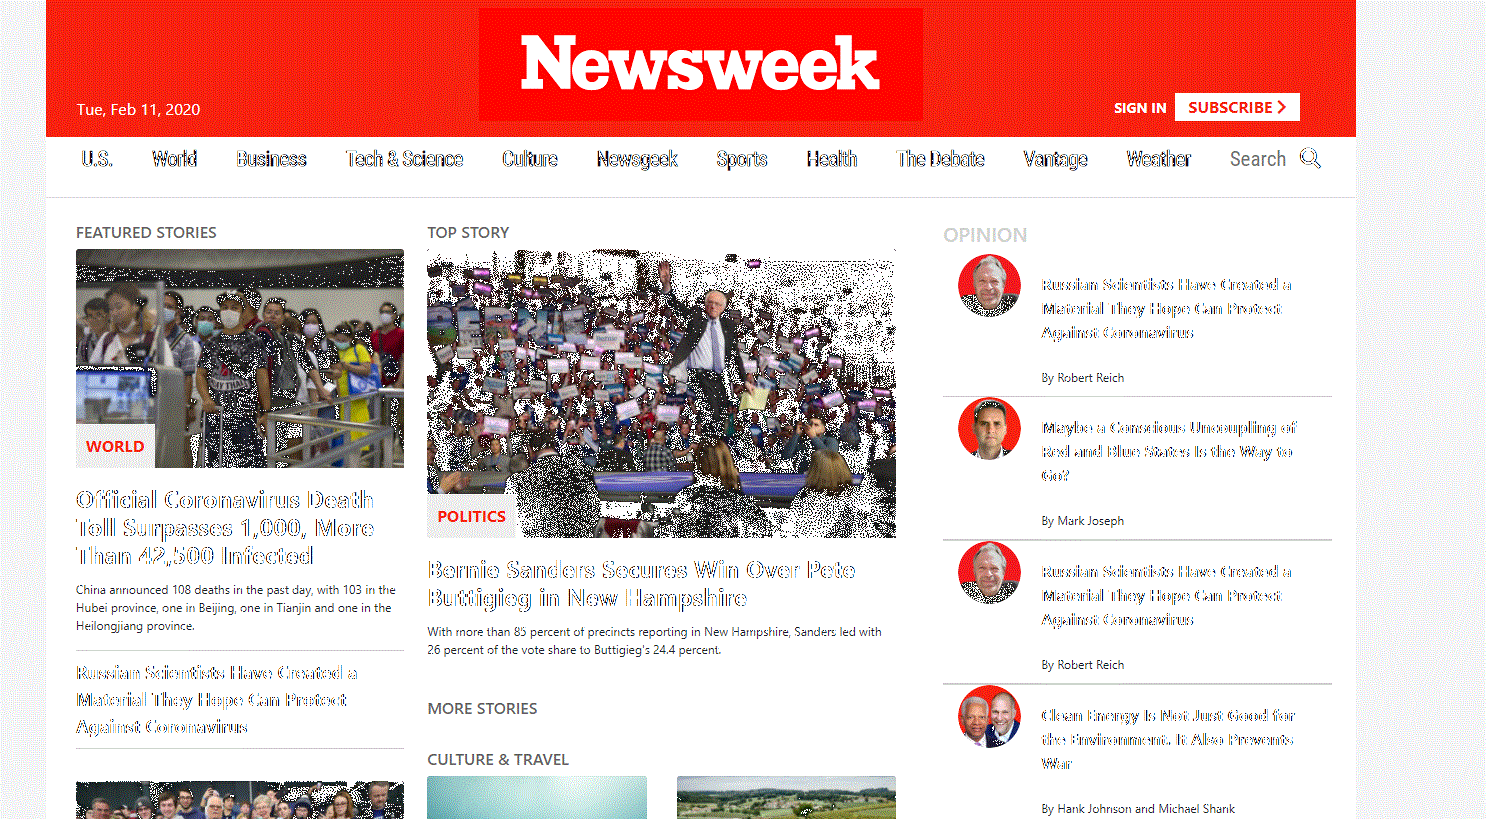 Newsweek
Tue, Feb 11, 2020
SIGN IN
SUBSCRIBE
U.S. World Business Tech & Science Culture Newsgeek Sports Health The Debate Vantage Weather Search
FEATURED STORIES
WORLD
Official Coronavirus Death
Toll Surpasses 1,000, More
Than 42,500 Infected
China announced 108 deaths in the past day, with 103 in the
Hubei province, one in Beijing, one in Tianjin and one in the
Heilongjiang province.
Russian Scientists Have Created a
Material They Hope Can Protect
Against Coronavirus
TOP STORY
POLITICS
Bernie Sanders Secures Win Over Pete
Buttigieg in New Hampshire
With more than 85 percent of precincts reporting in New Hampshire, Sanders led with
26 percent of the vote share to Buttigieg's 24.4 percent.
MORE STORIES
CULTURE & TRAVEL
OPINION
Russian Scientists Have Created a
Material They Hope Can Protect
Against Coronavirus
By Robert Reich
Maybe a Conscious Uncoupling of
Red and Blue States Is the Way to
Go?
By Mark Joseph
Russian Scientists Have Created a
Material They Hope Can Protect
Against Coronavirus
By Robert Reich
Clean Energy Is Not Just Good for
the Environment. It Also Prevents
War
By Hank Johnson and Michael Shank